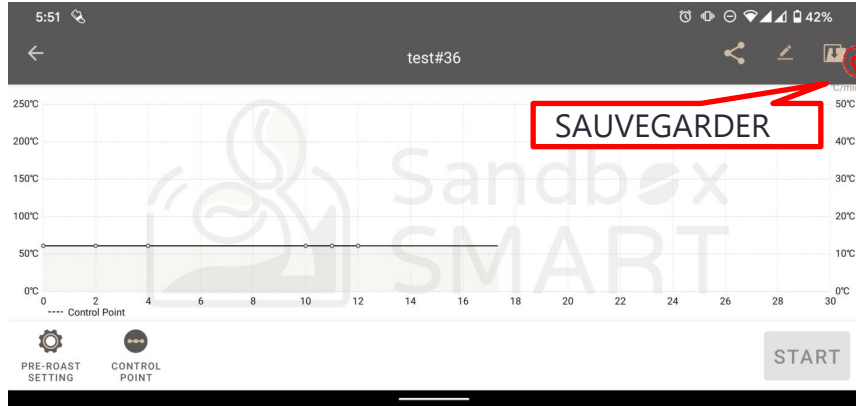 5:51
42%
test#36
°C/min
SAUVEGARDER
250°C
200°C
150°C
100°C
50°C
0°C
50°C
40°C
30°C
20°C
10°C
0°C
Sandbox
SMART
0 2 4 6 8 10 12 14 16 18 20 22 24 26 28 30
---- Control Point
PRE-ROAST
SETTING
CONTROL
POINT
START